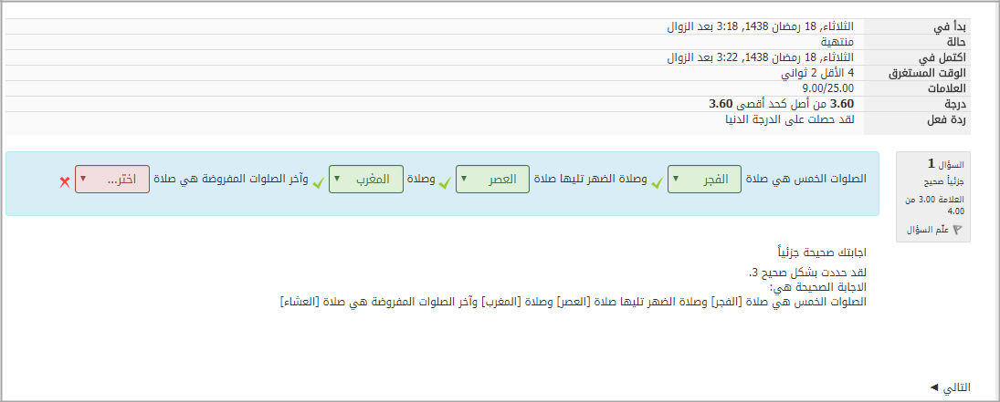 بدأ في الثلاثاء, 18 رمضان 1438, 3:18 بعد الزوال
حالة منتهية
اكتمل في الثلاثاء, 18 رمضان 1438, 3:22 بعد الزوال
الوقت المستغرق 4 الأقل 2 ثواني
العلامات 9.00/25.00
درجة 3.60 من أصل كحد أقصى 3.60
ردة فعل لقد حصلت على الدرجة الدنيا
السؤال 1
جزئياً صحيح
العلامة 3.00 من
4.00
علّم السؤال
الصلوات الخمس هي صلاة الفجر وصلاة الضهر تليها صلاة العصر وصلاة المغرب وآخر الصلوات المفروضة هي صلاة اختر...
اجابتك صحيحة جزئياً
لقد حددت بشكل صحيح 3.
الاجابة الصحيحة هي:
الصلوات الخمس هي صلاة [الفجر] وصلاة الضهر تليها صلاة [العصر] وصلاة [المغرب] وآخر الصلوات المفروضة هي صلاة [العشاء]
التالي